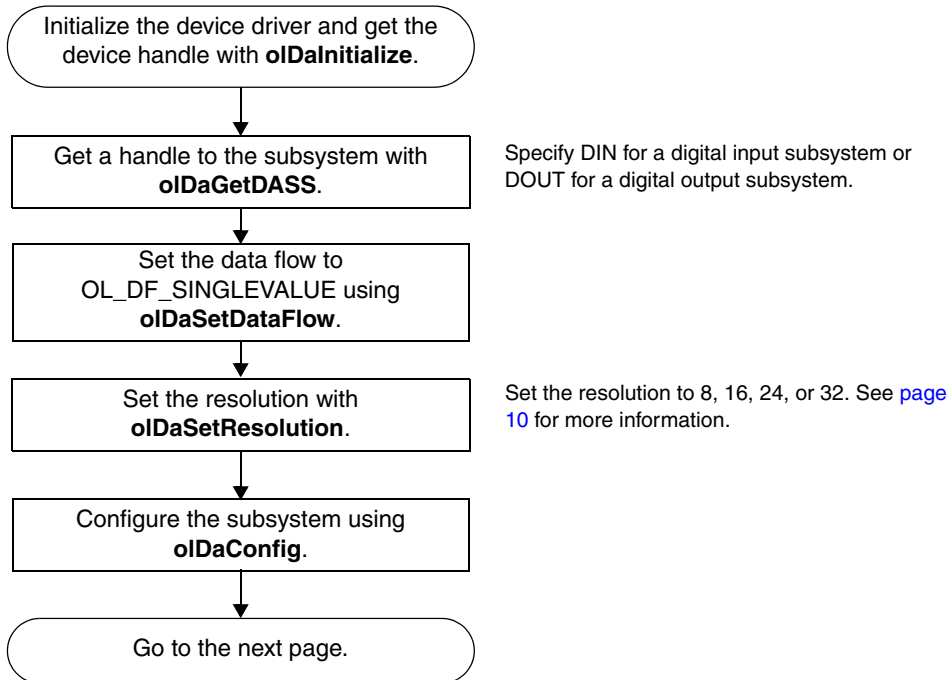 Initialize the device driver and get the
device handle with olDaInitialize.
Get a handle to the subsystem with
olDaGetDASS.
Specify DIN for a digital input subsystem or
DOUT for a digital output subsystem.
Set the data flow to
OL_DF_SINGLEVALUE using
olDaSetDataFlow.
Set the resolution with
olDaSetResolution.
Set the resolution to 8, 16, 24, or 32. See page
10 for more information.
Configure the subsystem using
olDaConfig.
Go to the next page.